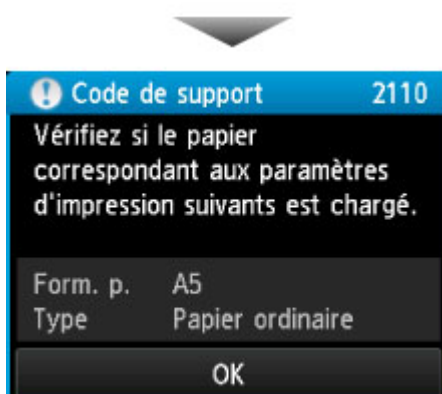 Code de support 2110
Vérifiez si le papier
correspondant aux paramètres
d'impression suivants est chargé.
Form. p. A5
Type Papier ordinaire
OK